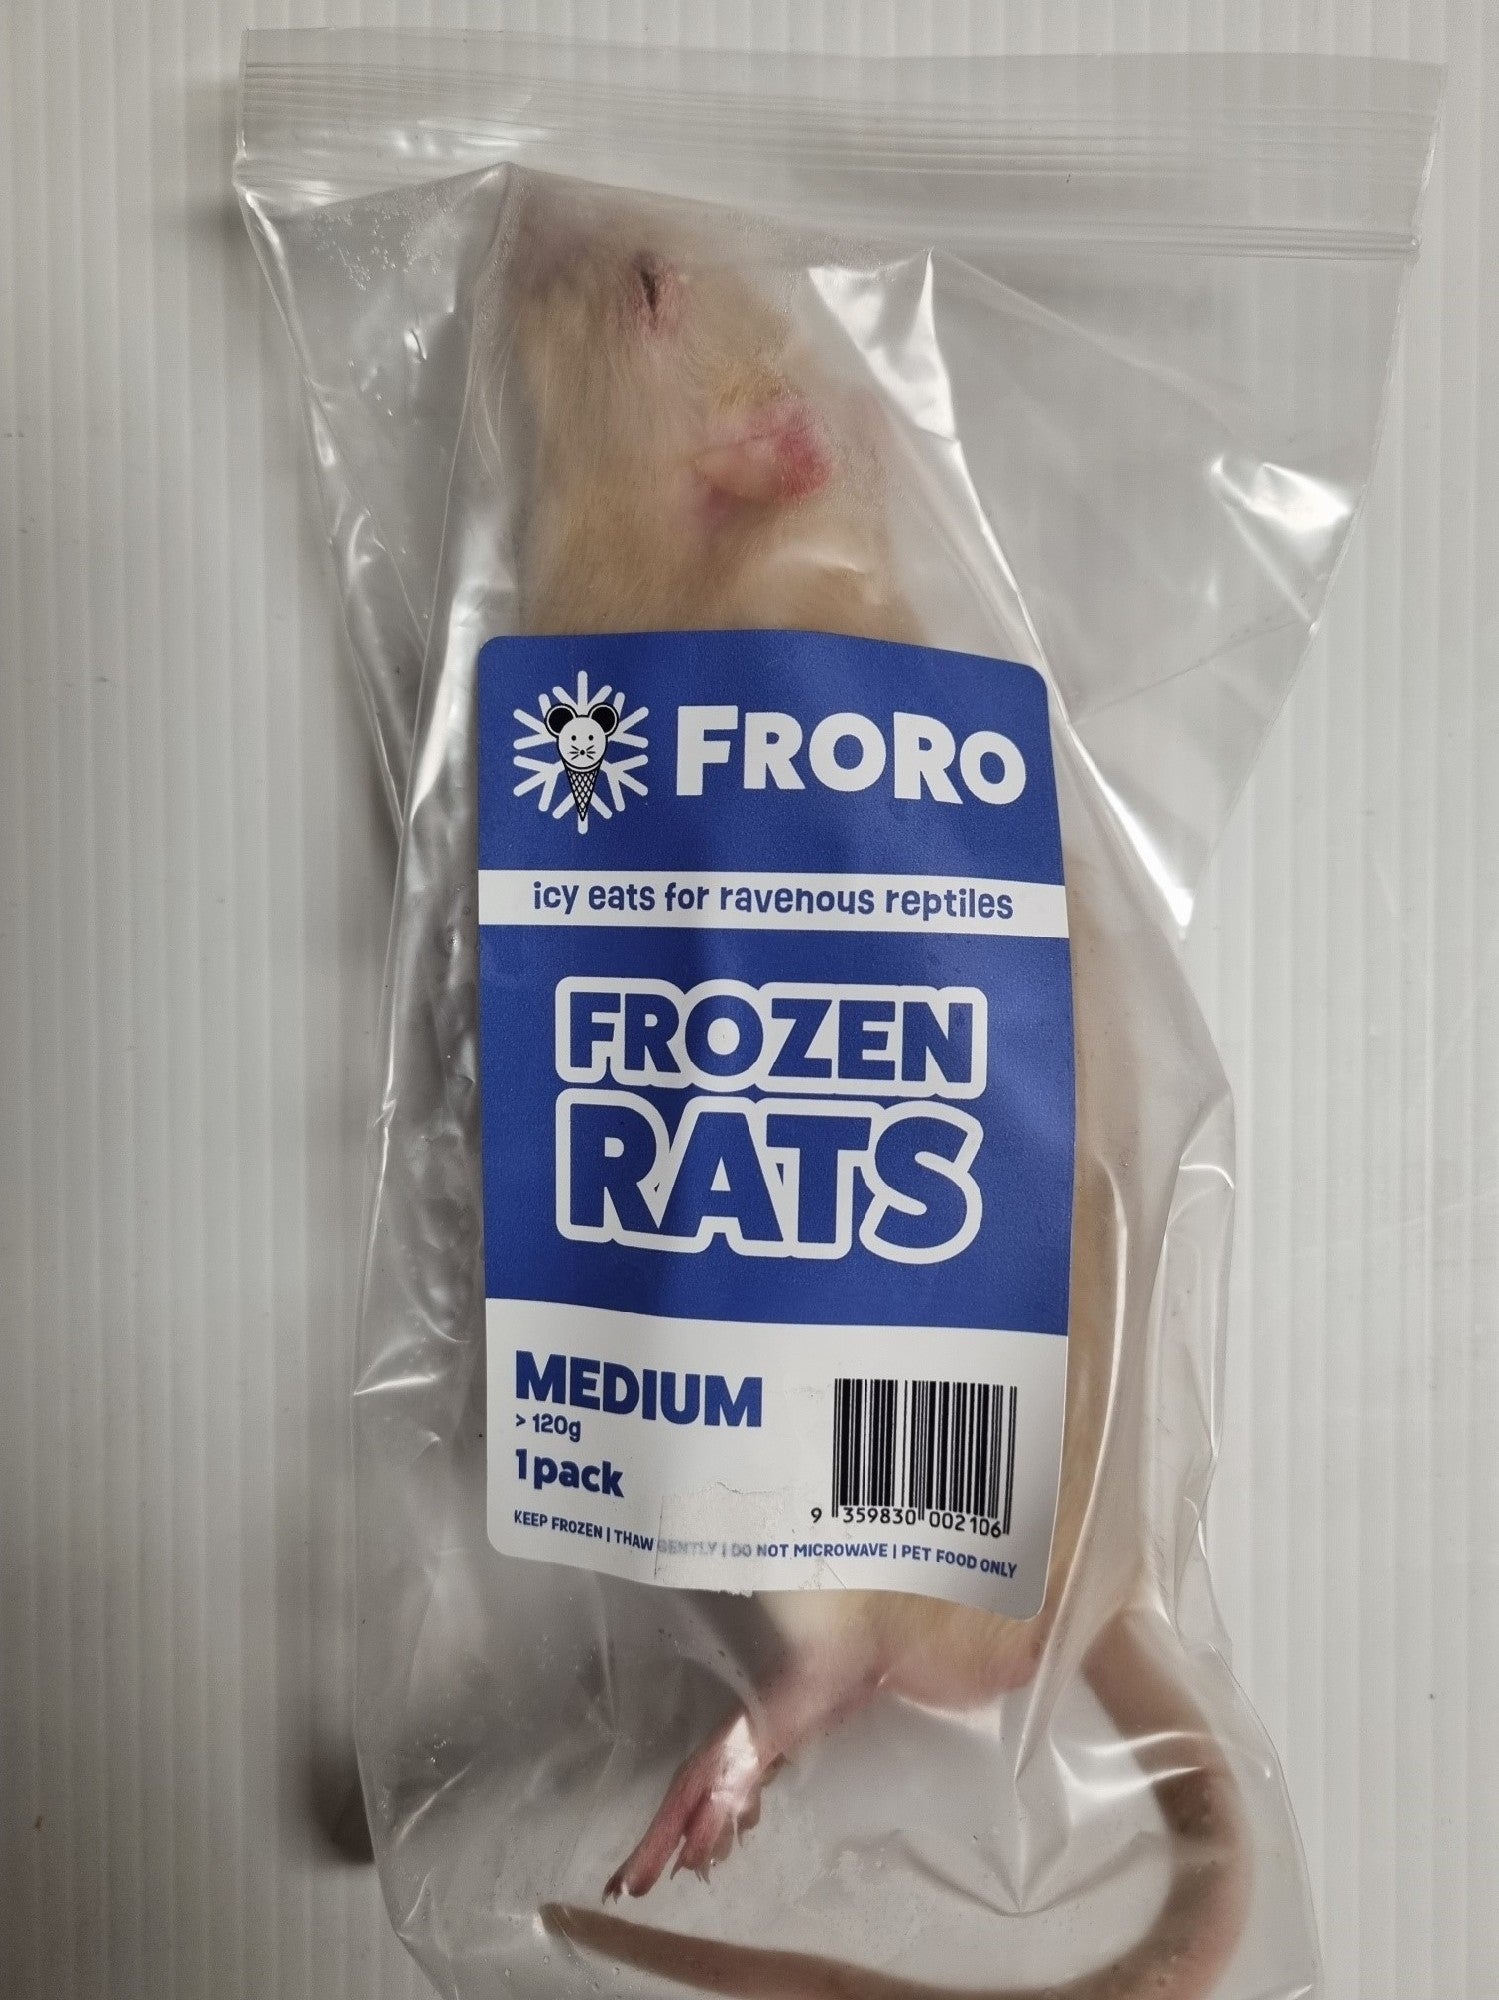 FRORO
icy eats for ravenous reptiles
FROZEN
RATS
MEDIUM
> 120g
1 pack
9 359830 002106
KEEP FROZEN | THAW GENTLY | DO NOT MICROWAVE | PET FOOD ONLY